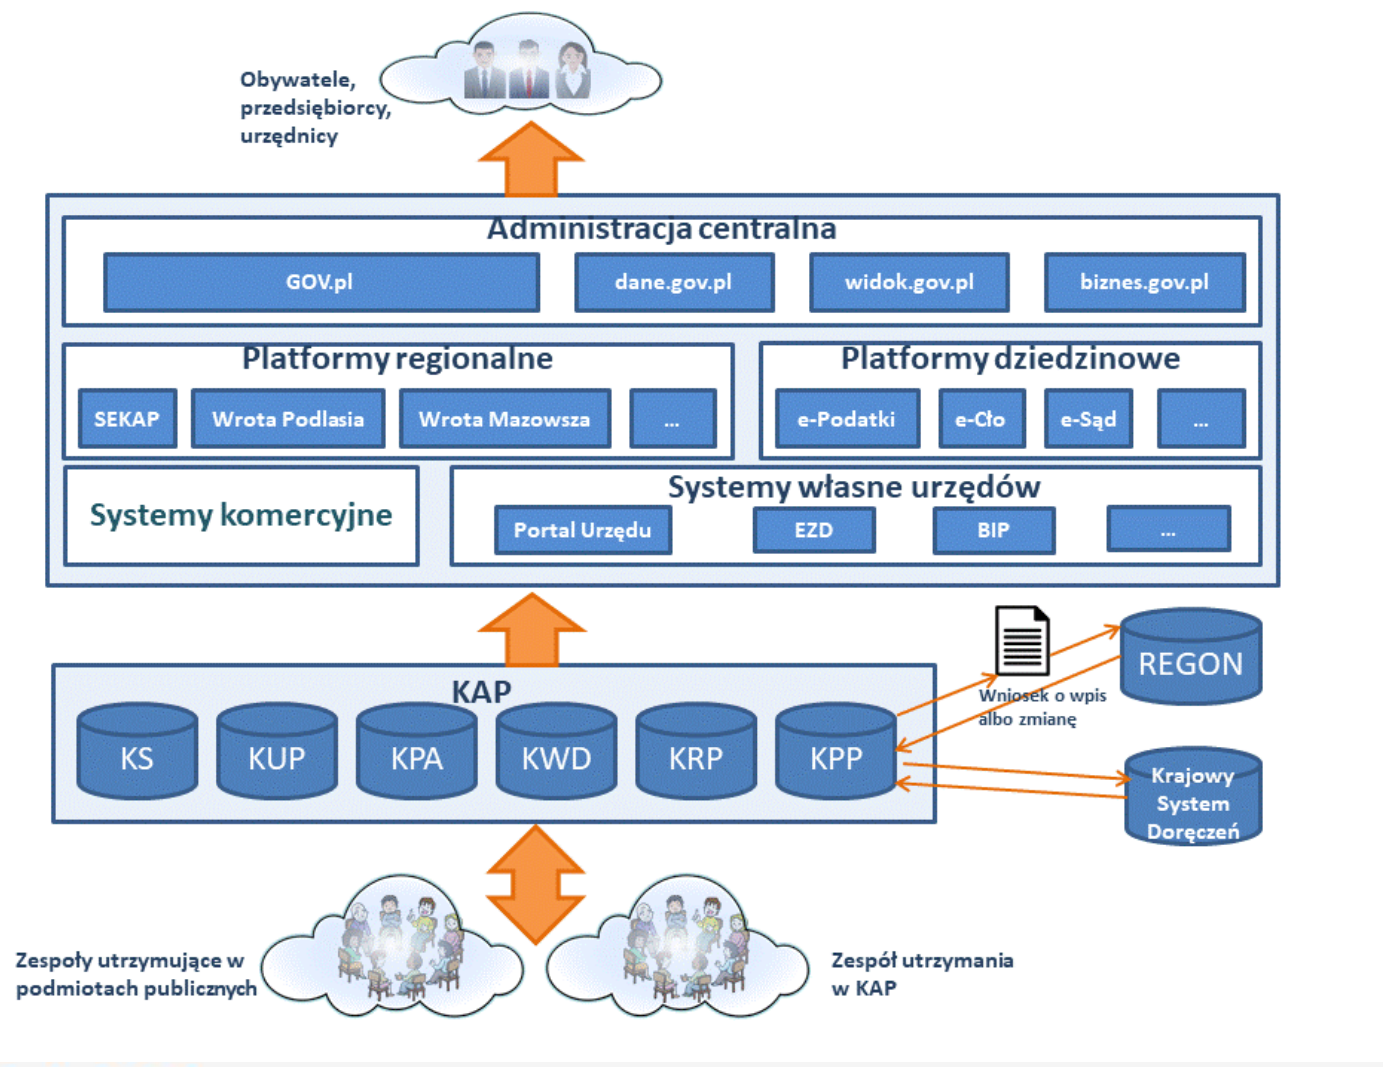 Obywatele,
przedsiębiorcy,
urzędnicy
Administracja centralna
GOV.pl
dane.gov.pl
widok.gov.pl
biznes.gov.pl
Platformy regionalne
SEKAP
Wrota Podlasia
Wrota Mazowsza
...
Platformy dziedzinowe
e-Podatki
e-Cło
e-Sąd
...
Systemy komercyjne
Systemy własne urzędów
Portal Urzędu
EZD
BIP
...
KAP
KS
KUP
KPA
KWD
KRP
KPP
Wniosek o wpis
albo zmianę
REGON
Krajowy
System
Doręczeń
Zespoły utrzymujące w
podmiotach publicznych
Zespół utrzymania
w KAP